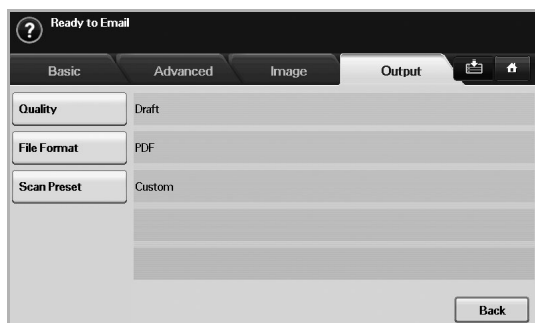 ? Ready to Email
Basic Advanced Image Output
Quality Draft
File Format PDF
Scan Preset Custom
Back